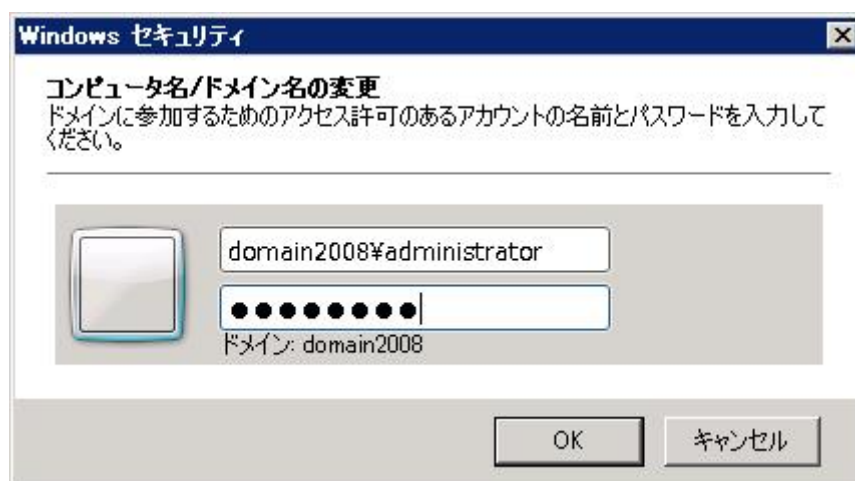 Windows セキュリティ
コンピュータ名/ドメイン名の変更
ドメインに参加するためのアクセス許可のあるアカウントの名前とパスワードを入力して
ください。
domain2008¥administrator
●●●●●●●●
ドメイン: domain2008
OK キャンセル